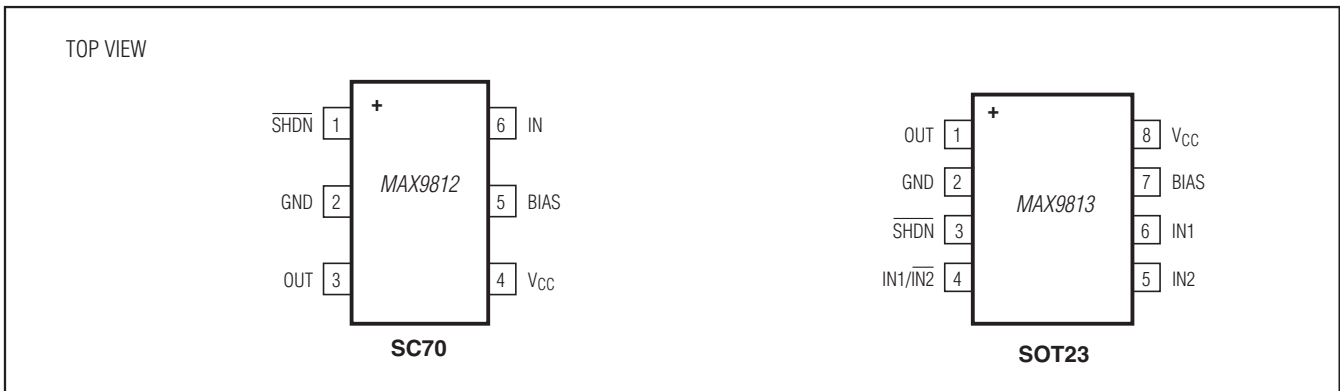 TOP VIEW
+
SHDN 1
6 IN
MAX9812
GND 2
5 BIAS
OUT 3
4 VCC
SC70
+
OUT 1
8 VCC
GND 2
7 BIAS
MAX9813
SHDN 3
6 IN1
IN1/IN2 4
5 IN2
SOT23